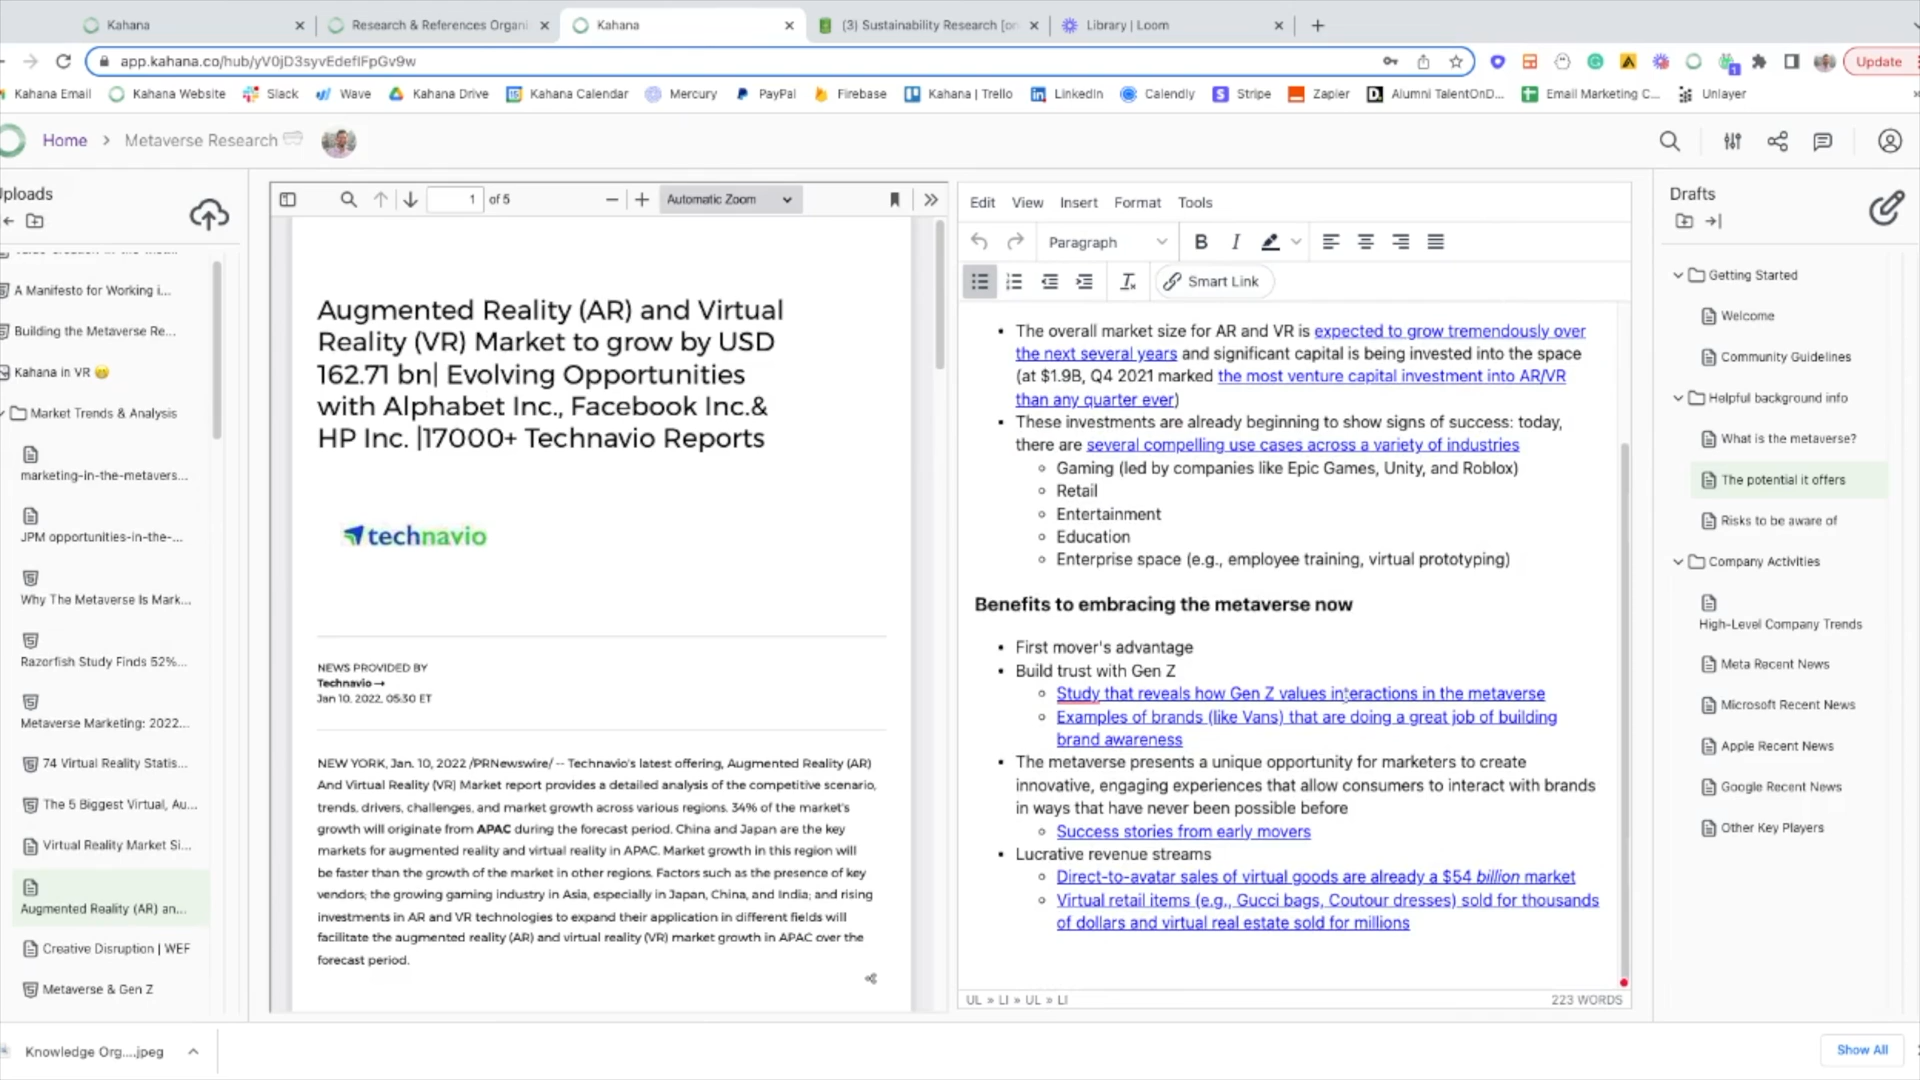 Kahana
Research & References Organi
Kahana
(3) Sustainability Research [on
Library | Loom
app.kahana.co/hub/yV0jD3syvEdefIFpGv9w
Update
Kahana Email
Kahana Website
Slack
Wave
Kahana Drive
Kahana Calendar
Mercury
PayPal
Firebase
Kahana | Trello
LinkedIn
Calendly
Stripe
Zapier
Alumni TalentOnD...
Email Marketing C...
Unlayer
Home > Metaverse Research
Uploads
A Manifesto for Working i...
Building the Metaverse Re...
Kahana in VR 😁
Market Trends & Analysis
marketing-in-the-metavers...
JPM opportunities-in-the-...
Why The Metaverse Is Mark...
Razorfish Study Finds 52%...
Metaverse Marketing: 2022...
74 Virtual Reality Statis...
The 5 Biggest Virtual, Au...
Virtual Reality Market Si...
Augmented Reality (AR) an...
Creative Disruption | WEF
Metaverse & Gen Z
1 of 5
Automatic Zoom
Augmented Reality (AR) and Virtual
Reality (VR) Market to grow by USD
162.71 bn| Evolving Opportunities
with Alphabet Inc., Facebook Inc.&
HP Inc. |17000+ Technavio Reports
technavio
NEWS PROVIDED BY
Technavio →
Jan 10, 2022, 05:30 ET
NEW YORK, Jan. 10, 2022 /PRNewswire/ -- Technavio's latest offering, Augmented Reality (AR)
And Virtual Reality (VR) Market report provides a detailed analysis of the competitive scenario,
trends, drivers, challenges, and market growth across various regions. 34% of the market's
growth will originate from APAC during the forecast period. China and Japan are the key
markets for augmented reality and virtual reality in APAC. Market growth in this region will
be faster than the growth of the market in other regions. Factors such as the presence of key
vendors; the growing gaming industry in Asia, especially in Japan, China, and India; and rising
investments in AR and VR technologies to expand their application in different fields will
facilitate the augmented reality (AR) and virtual reality (VR) market growth in APAC over the
forecast period.
Edit View Insert Format Tools
Paragraph
B I
Smart Link
• The overall market size for AR and VR is expected to grow tremendously over
the next several years and significant capital is being invested into the space
(at $1.9B, Q4 2021 marked the most venture capital investment into AR/VR
than any quarter ever)
• These investments are already beginning to show signs of success: today,
there are several compelling use cases across a variety of industries
◦ Gaming (led by companies like Epic Games, Unity, and Roblox)
◦ Retail
◦ Entertainment
◦ Education
◦ Enterprise space (e.g., employee training, virtual prototyping)
Benefits to embracing the metaverse now
• First mover's advantage
• Build trust with Gen Z
◦ Study that reveals how Gen Z values interactions in the metaverse
◦ Examples of brands (like Vans) that are doing a great job of building
brand awareness
• The metaverse presents a unique opportunity for marketers to create
innovative, engaging experiences that allow consumers to interact with brands
in ways that have never been possible before
◦ Success stories from early movers
• Lucrative revenue streams
◦ Direct-to-avatar sales of virtual goods are already a $54 billion market
◦ Virtual retail items (e.g., Gucci bags, Coutour dresses) sold for thousands
of dollars and virtual real estate sold for millions
UL » LI » UL » LI
223 WORDS
Drafts
Getting Started
Welcome
Community Guidelines
Helpful background info
What is the metaverse?
The potential it offers
Risks to be aware of
Company Activities
High-Level Company Trends
Meta Recent News
Microsoft Recent News
Apple Recent News
Google Recent News
Other Key Players
Knowledge Org....jpeg
Show All